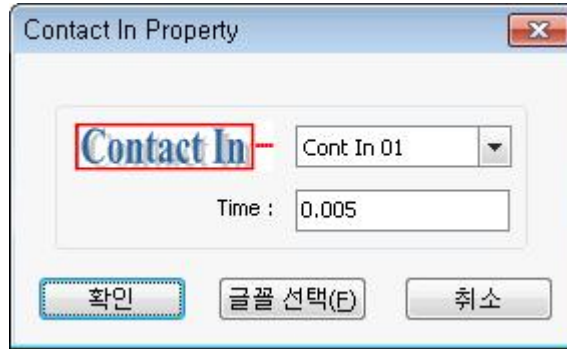 Contact In Property
Contact In
Cont In 01
Time :
0.005
확인
글꼴 선택(F)
취소